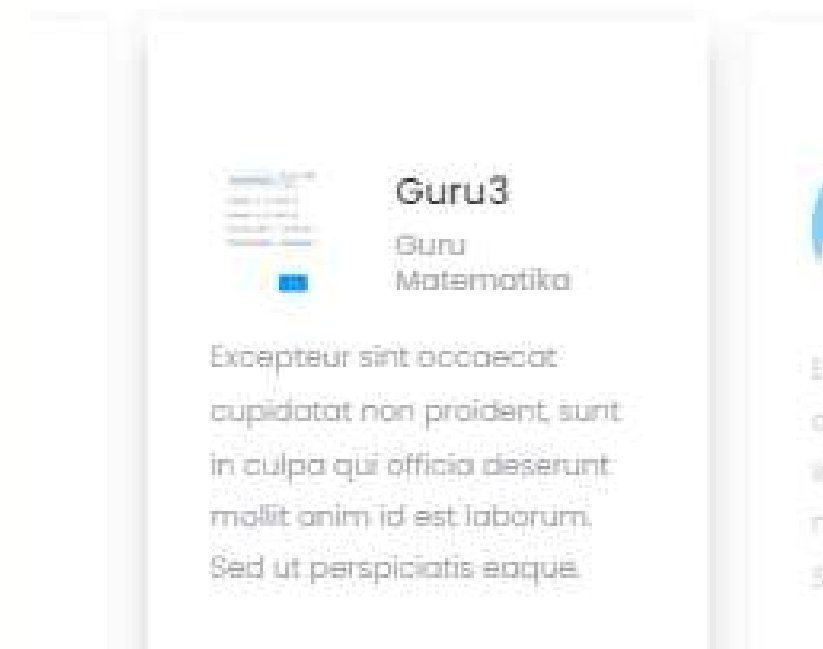 Guru3
Guru
Matematika
Excepteur sint occaecat
cupidatat non proident, sunt
in culpa qui officia deserunt
mollit anim id est laborum.
Sed ut perspiciatis eaque.